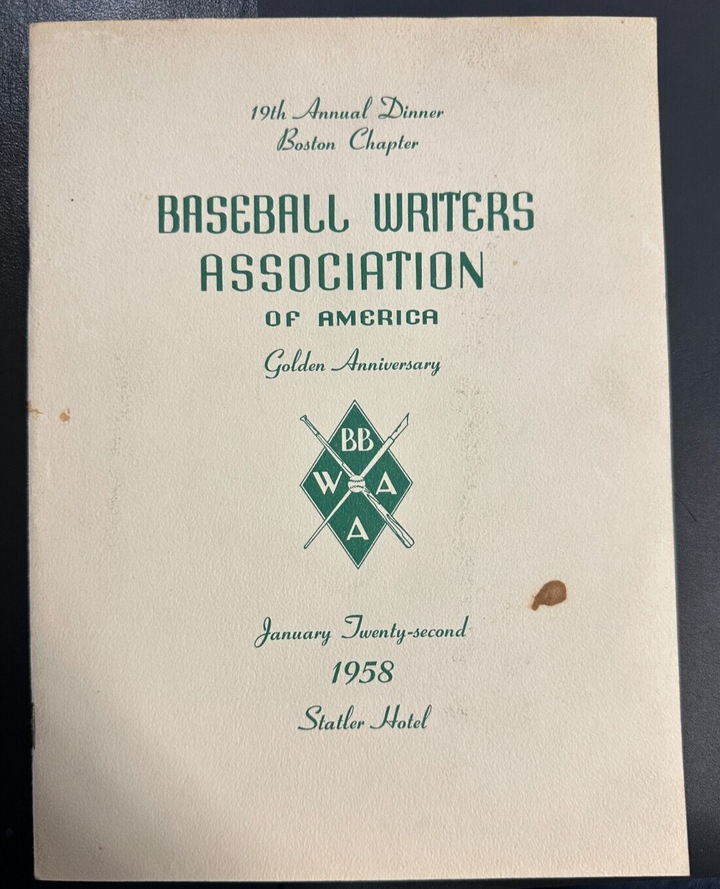 19th Annual Dinner
Boston Chapter
BASEBALL WRITERS
ASSOCIATION
OF AMERICA
Golden Anniversary
BB
W A
A
January Twenty-second
1958
Statler Hotel